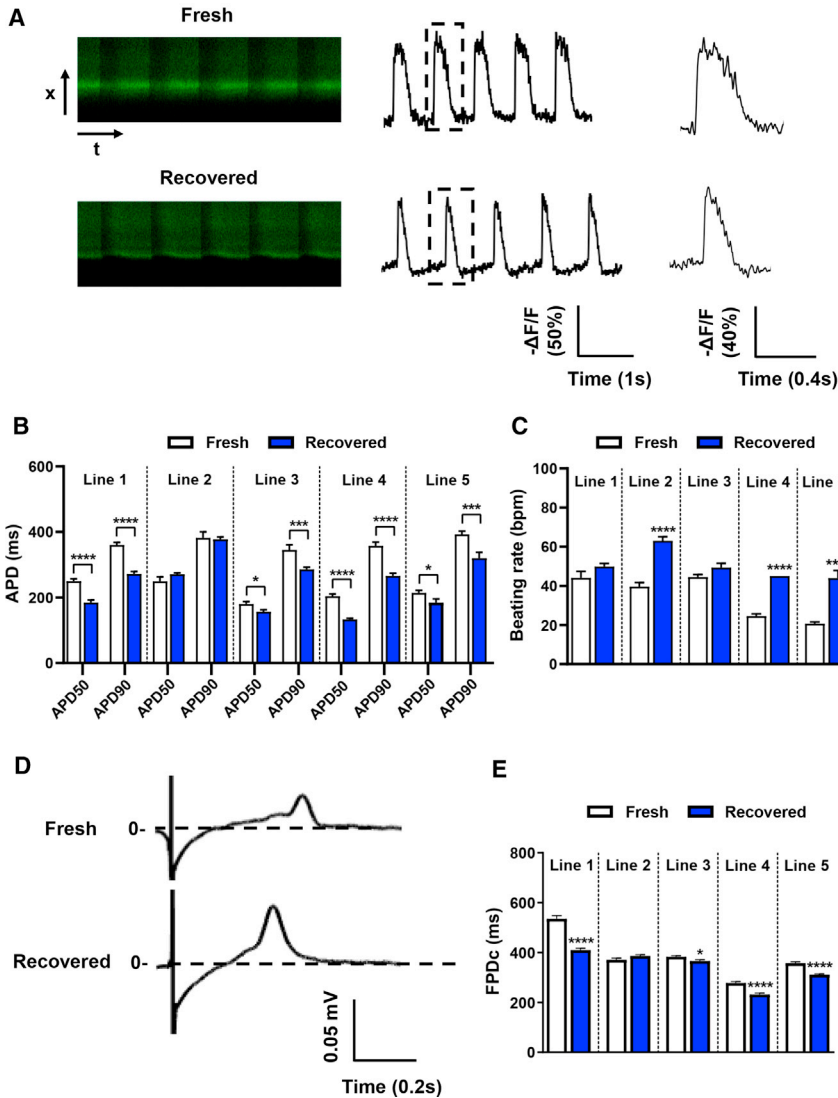 A
Fresh
x
t
Recovered
-ΔF/F
(50%)
Time (1s)
-ΔF/F
(40%)
Time (0.4s)
B
Fresh Recovered
600
400
200
0
APD (ms)
Line 1 Line 2 Line 3 Line 4 Line 5
**** **** * *** **** **** * ***
APD50 APD90 APD50 APD90 APD50 APD90 APD50 APD90 APD50 APD90
C
Fresh Recovered
100
80
60
40
20
0
Beating rate (bpm)
Line 1 Line 2 Line 3 Line 4 Line
**** **** **
D
Fresh 0-
Recovered 0-
0.05 mV
Time (0.2s)
E
Fresh Recovered
800
600
400
200
0
FPDc (ms)
Line 1 Line 2 Line 3 Line 4 Line 5
**** * **** ****